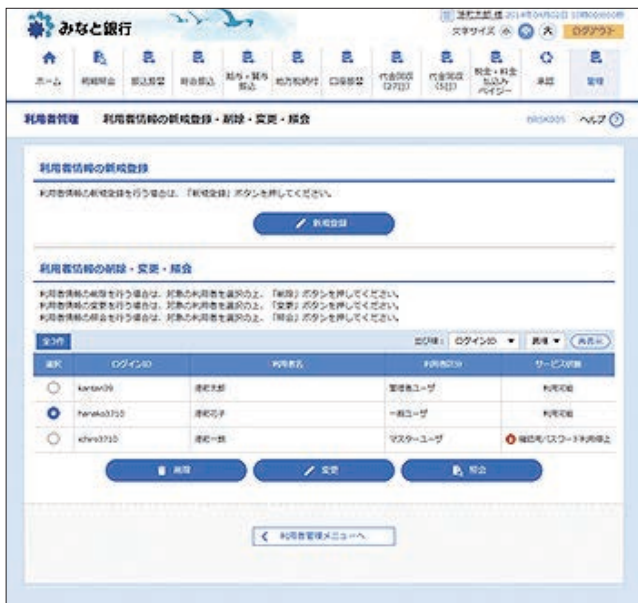 みなと銀行
文字サイズ 小 中 大 ログアウト
ホーム 明細照会 振込振替 総合振込 給与・賞与振込 地方税納付 口座振替 代金回収 代金回収 税金・料金払込みペイジー 承認 管理
利用者管理 利用者情報の新規登録・削除・変更・照会 BRSK005 ヘルプ ?
利用者情報の新規登録
利用者情報の新規登録を行う場合は、「新規登録」ボタンを押してください。
新規登録
利用者情報の削除・変更・照会
利用者情報の削除を行う場合は、対象の利用者を選択の上、「削除」ボタンを押してください。
利用者情報の変更を行う場合は、対象の利用者を選択の上、「変更」ボタンを押してください。
利用者情報の照会を行う場合は、対象の利用者を選択の上、「照会」ボタンを押してください。
全3件 並び順： ログインID 昇順 再表示
選択 ログインID 利用者名 利用者区分 サービス状態
港和太郎 管理者ユーザ 利用可能
hanako3710 港和花子 一般ユーザ 利用可能
港和一郎 マスターユーザ 確認用パスワード利用停止
削除 変更 照会
利用者管理メニューへ